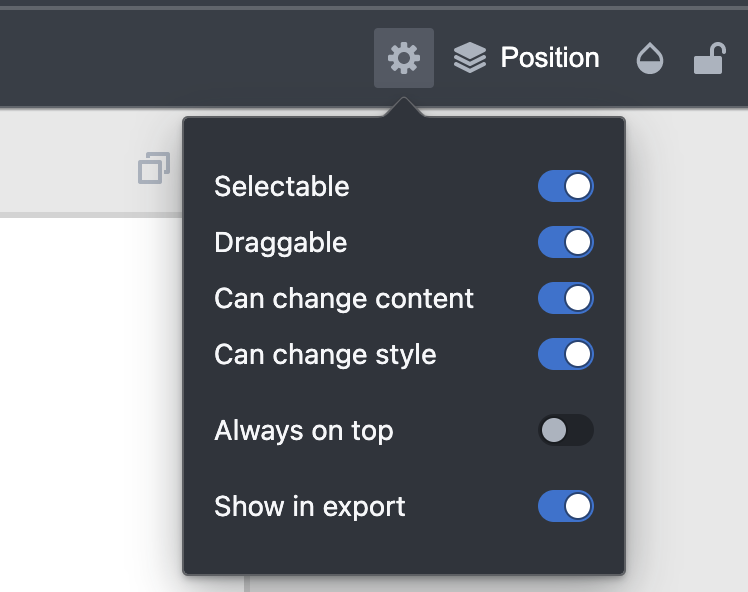 Position
Selectable
Draggable
Can change content
Can change style
Always on top
Show in export